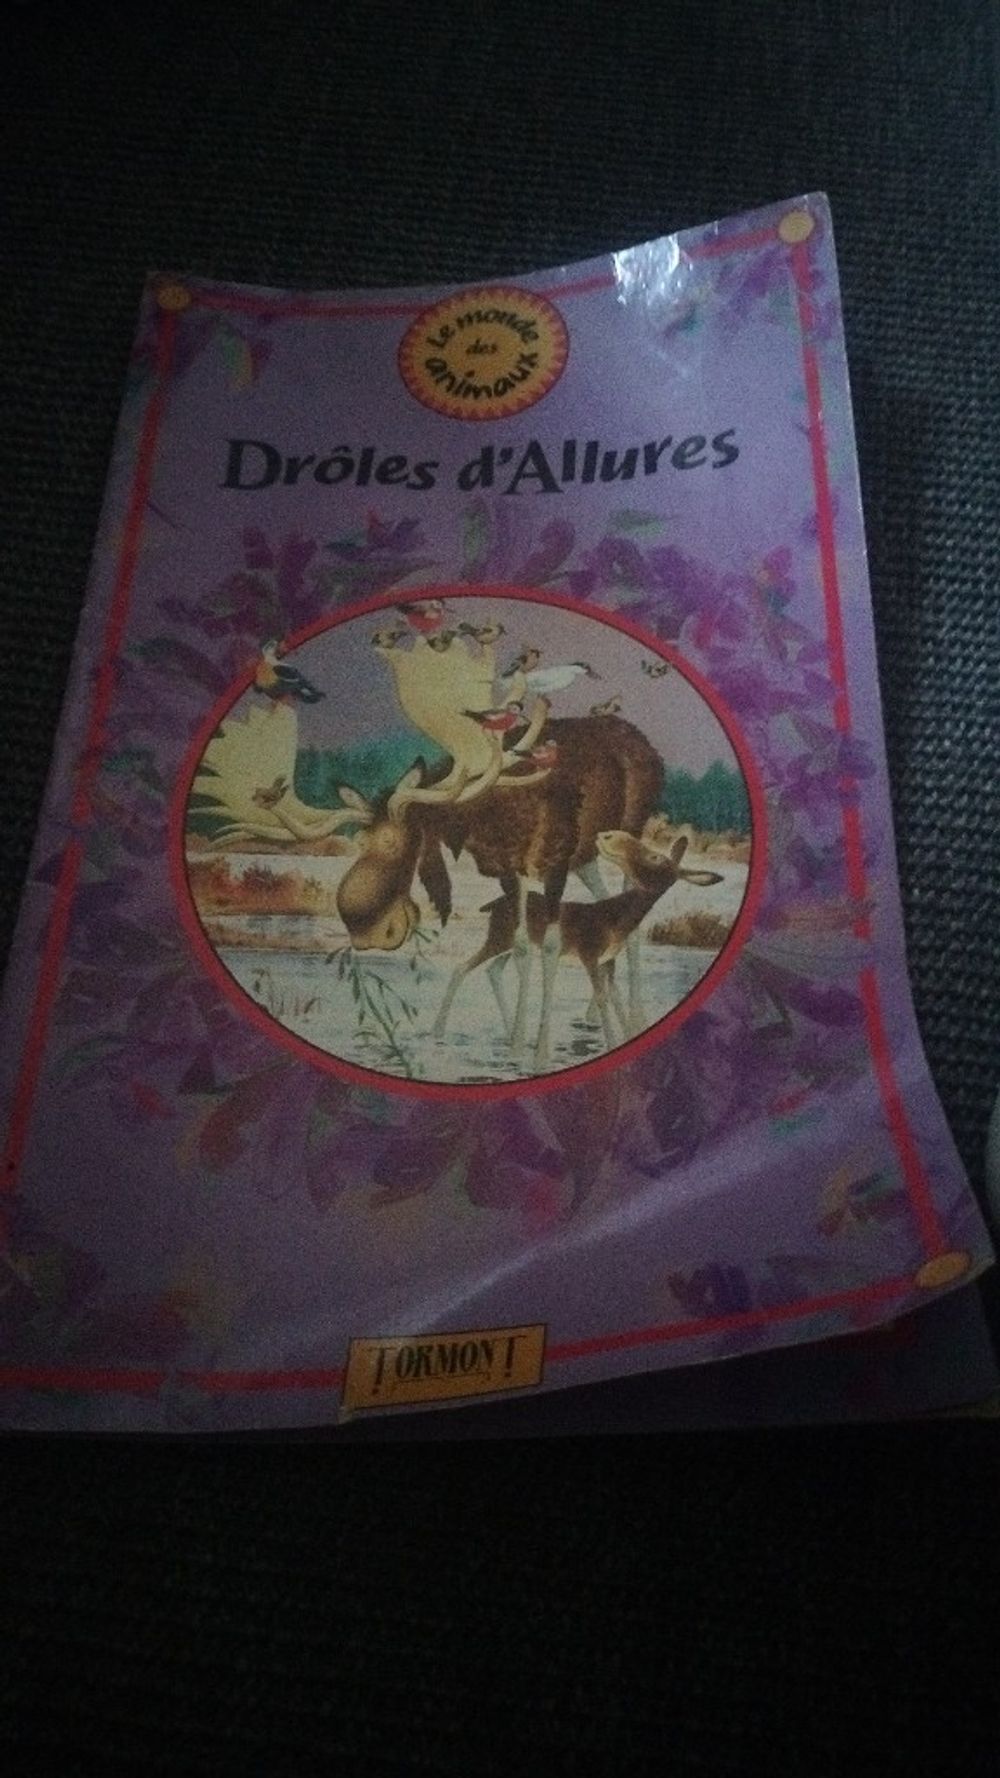 Le monde
des
animaux
Drôles d'Allures
TORMONT